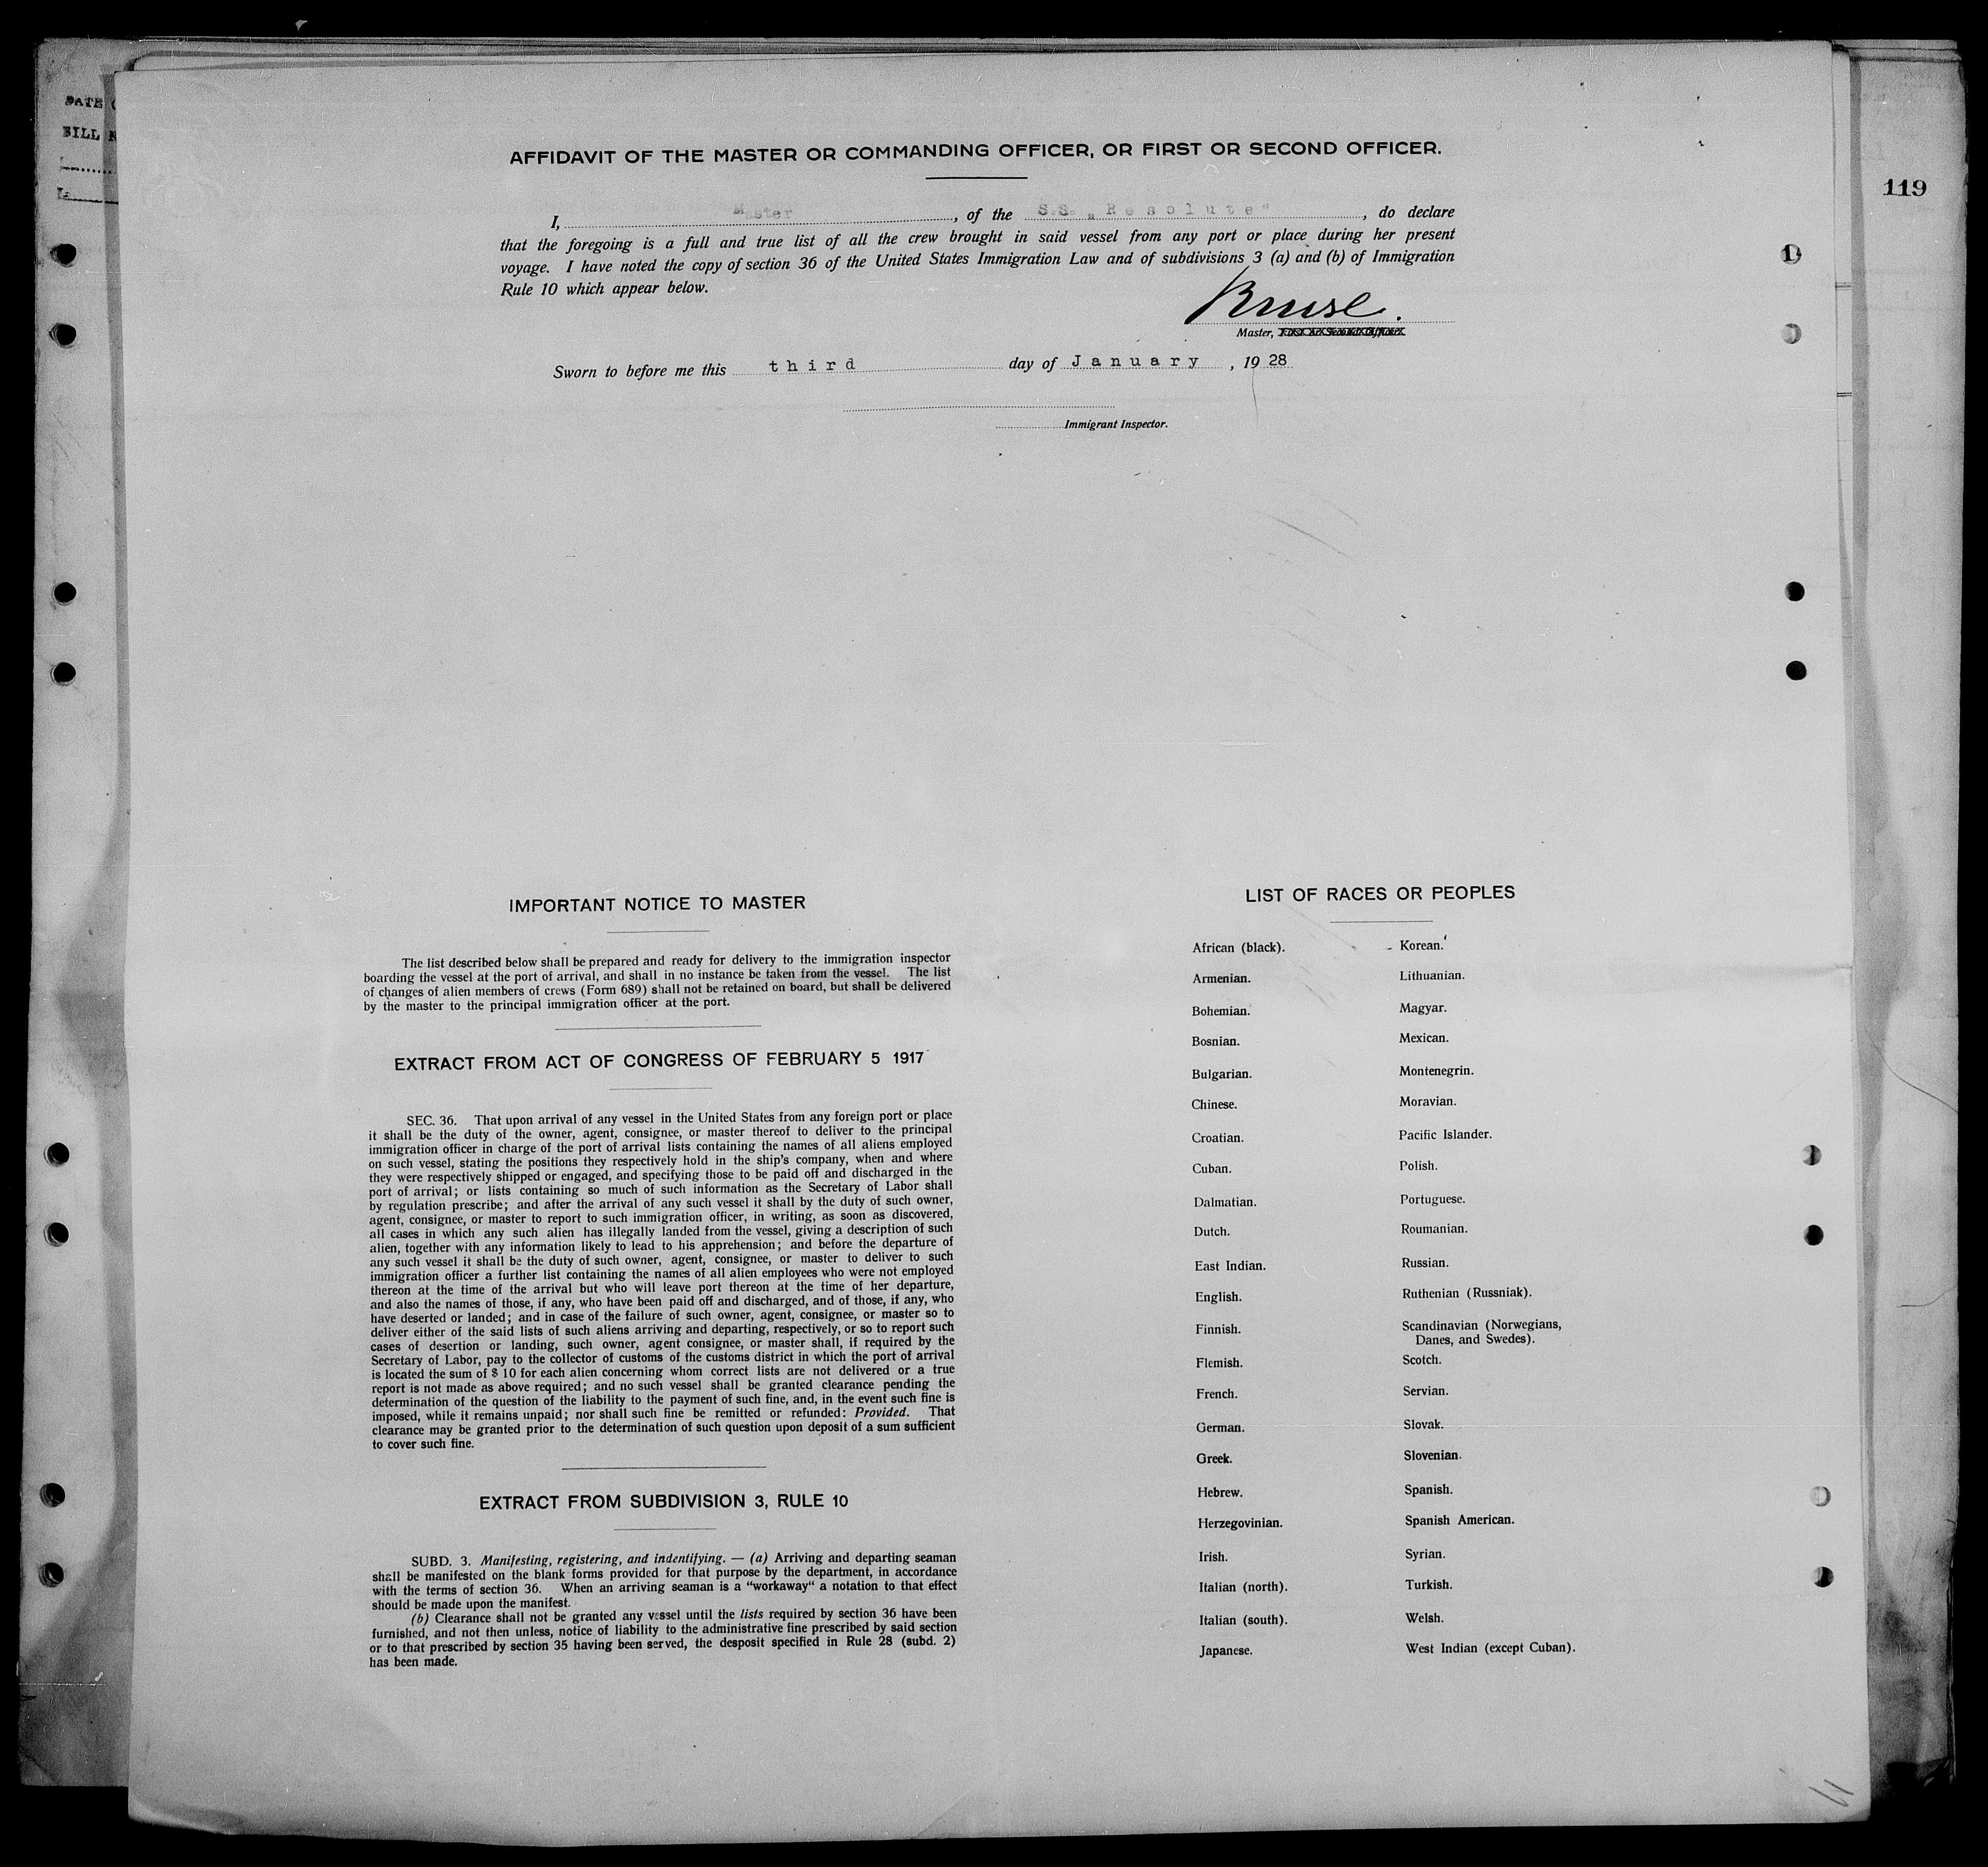 DATE
BILL
119
AFFIDAVIT OF THE MASTER OR COMMANDING OFFICER, OR FIRST OR SECOND OFFICER.
I, Master, of the S.S. „Resolute", do declare
that the foregoing is a full and true list of all the crew brought in said vessel from any port or place during her present
voyage. I have noted the copy of section 36 of the United States Immigration Law and of subdivisions 3 (a) and (b) of Immigration
Rule 10 which appear below.
Kruse.
Master, First or Second Officer.
Sworn to before me this third day of January, 19 28
Immigrant Inspector.
IMPORTANT NOTICE TO MASTER
The list described below shall be prepared and ready for delivery to the immigration inspector
boarding the vessel at the port of arrival, and shall in no instance be taken from the vessel. The list
of changes of alien members of crews (Form 689) shall not be retained on board, but shall be delivered
by the master to the principal immigration officer at the port.
EXTRACT FROM ACT OF CONGRESS OF FEBRUARY 5 1917
SEC. 36. That upon arrival of any vessel in the United States from any foreign port or place
it shall be the duty of the owner, agent, consignee, or master thereof to deliver to the principal
immigration officer in charge of the port of arrival lists containing the names of all aliens employed
on such vessel, stating the positions they respectively hold in the ship's company, when and where
they were respectively shipped or engaged, and specifying those to be paid off and discharged in the
port of arrival; or lists containing so much of such information as the Secretary of Labor shall
by regulation prescribe; and after the arrival of any such vessel it shall by the duty of such owner,
agent, consignee, or master to report to such immigration officer, in writing, as soon as discovered,
all cases in which any such alien has illegally landed from the vessel, giving a description of such
alien, together with any information likely to lead to his apprehension; and before the departure of
any such vessel it shall be the duty of such owner, agent, consignee, or master to deliver to such
immigration officer a further list containing the names of all alien employees who were not employed
thereon at the time of the arrival but who will leave port thereon at the time of her departure,
and also the names of those, if any, who have been paid off and discharged, and of those, if any, who
have deserted or landed; and in case of the failure of such owner, agent, consignee, or master so to
deliver either of the said lists of such aliens arriving and departing, respectively, or so to report such
cases of desertion or landing, such owner, agent consignee, or master shall, if required by the
Secretary of Labor, pay to the collector of customs of the customs district in which the port of arrival
is located the sum of $ 10 for each alien concerning whom correct lists are not delivered or a true
report is not made as above required; and no such vessel shall be granted clearance pending the
determination of the question of the liability to the payment of such fine, and, in the event such fine is
imposed, while it remains unpaid; nor shall such fine be remitted or refunded: Provided. That
clearance may be granted prior to the determination of such question upon deposit of a sum sufficient
to cover such fine.
EXTRACT FROM SUBDIVISION 3, RULE 10
SUBD. 3. Manifesting, registering, and indentifying. — (a) Arriving and departing seaman
shall be manifested on the blank forms provided for that purpose by the department, in accordance
with the terms of section 36. When an arriving seaman is a "workaway" a notation to that effect
should be made upon the manifest.
(b) Clearance shall not be granted any vessel until the lists required by section 36 have been
furnished, and not then unless, notice of liability to the administrative fine prescribed by said section
or to that prescribed by section 35 having been served, the desposit specified in Rule 28 (subd. 2)
has been made.
LIST OF RACES OR PEOPLES
African (black).
Armenian.
Bohemian.
Bosnian.
Bulgarian.
Chinese.
Croatian.
Cuban.
Dalmatian.
Dutch.
East Indian.
English.
Finnish.
Flemish.
French.
German.
Greek.
Hebrew.
Herzegovinian.
Irish.
Italian (north).
Italian (south).
Japanese.
Korean.
Lithuanian.
Magyar.
Mexican.
Montenegrin.
Moravian.
Pacific Islander.
Polish.
Portuguese.
Roumanian.
Russian.
Ruthenian (Russniak).
Scandinavian (Norwegians,
Danes, and Swedes).
Scotch.
Servian.
Slovak.
Slovenian.
Spanish.
Spanish American.
Syrian.
Turkish.
Welsh.
West Indian (except Cuban).